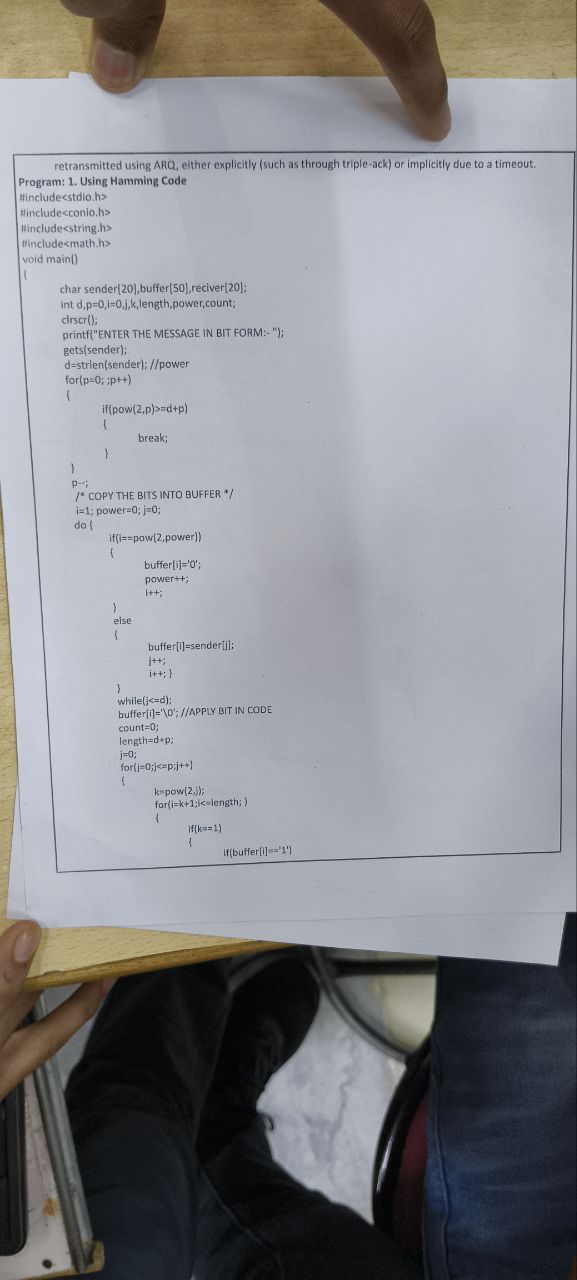 retransmitted using ARQ, either explicitly (such as through triple-ack) or implicitly due to a timeout.
Program: 1. Using Hamming Code
#include<stdio.h>
#include<conio.h>
#include<string.h>
#include<math.h>
void main()
{
char sender[20],buffer[50],reciver[20];
int d,p=0,i=0,j,k,length,power,count;
clrscr();
printf("ENTER THE MESSAGE IN BIT FORM:- ");
gets(sender);
d=strlen(sender); //power
for(p=0; ;p++)
{
if(pow(2,p)>=d+p)
{
break;
}
}
p--;
/* COPY THE BITS INTO BUFFER */
i=1; power=0; j=0;
do {
if(i==pow(2,power))
{
buffer[i]='0';
power++;
i++;
}
else
{
buffer[i]=sender[j];
j++;
i++; }
}
while(j<=d);
buffer[i]='\0'; //APPLY BIT IN CODE
count=0;
length=d+p;
j=0;
for(j=0;j<=p;j++)
{
k=pow(2,j);
for(i=k+1;i<=length; )
{
if(k==1)
{
if(buffer[i]=='1')